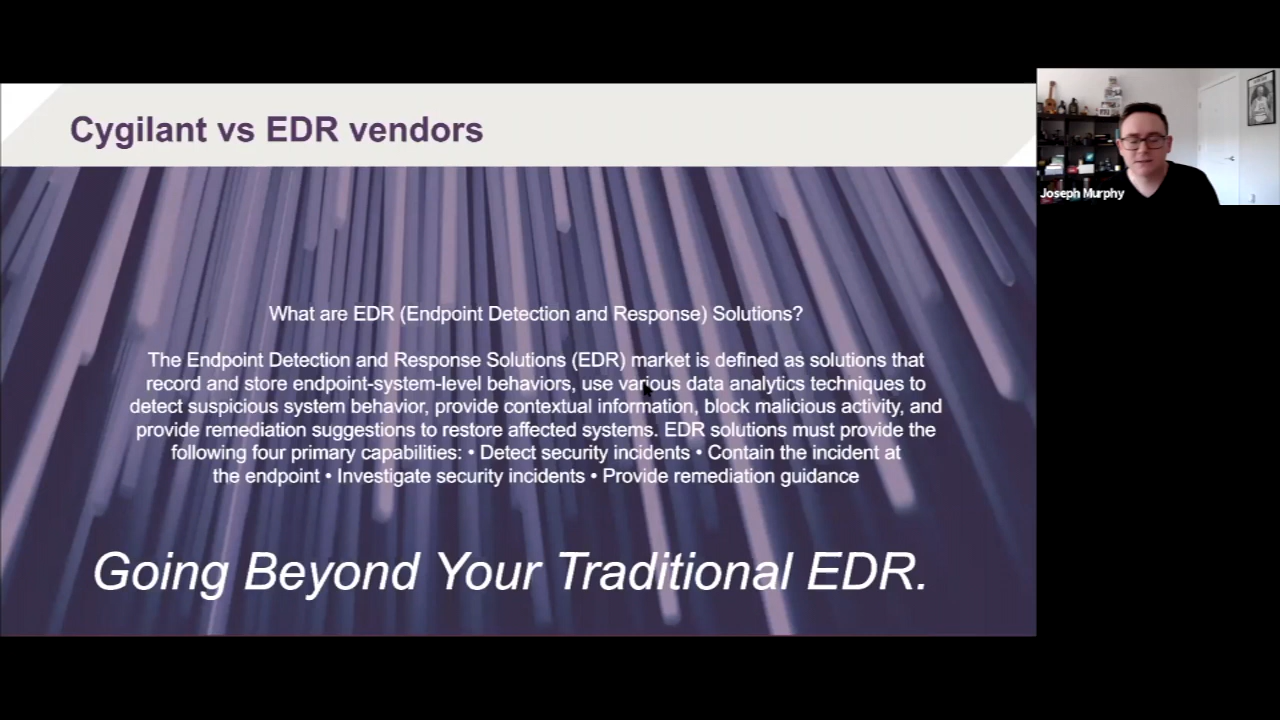 Cygilant vs EDR vendors
Joseph Murphy
What are EDR (Endpoint Detection and Response) Solutions?
The Endpoint Detection and Response Solutions (EDR) market is defined as solutions that
record and store endpoint-system-level behaviors, use various data analytics techniques to
detect suspicious system behavior, provide contextual information, block malicious activity, and
provide remediation suggestions to restore affected systems. EDR solutions must provide the
following four primary capabilities: • Detect security incidents • Contain the incident at
the endpoint • Investigate security incidents • Provide remediation guidance
Going Beyond Your Traditional EDR.